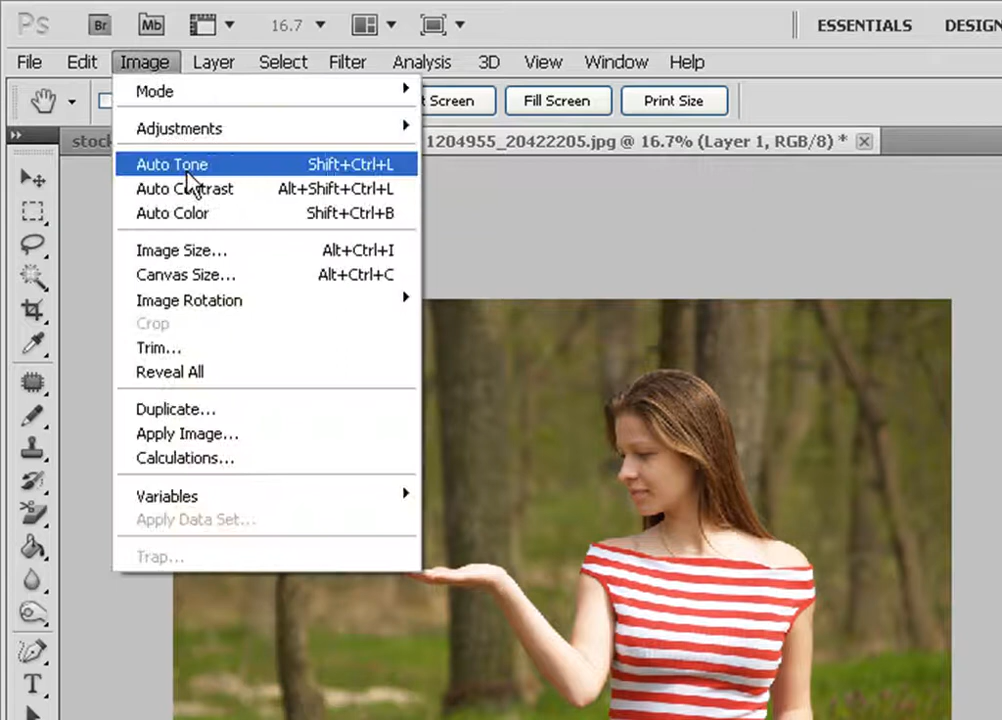 Ps Br Mb 16.7 ESSENTIALS DESIGN
File Edit Image Layer Select Filter Analysis 3D View Window Help
Mode
t Screen Fill Screen Print Size
Adjustments
stoc 1204955_20422205.jpg @ 16.7% (Layer 1, RGB/8) *
Auto Tone Shift+Ctrl+L
Auto Contrast Alt+Shift+Ctrl+L
Auto Color Shift+Ctrl+B
Image Size... Alt+Ctrl+I
Canvas Size... Alt+Ctrl+C
Image Rotation
Crop
Trim...
Reveal All
Duplicate...
Apply Image...
Calculations...
Variables
Apply Data Set...
Trap...
T